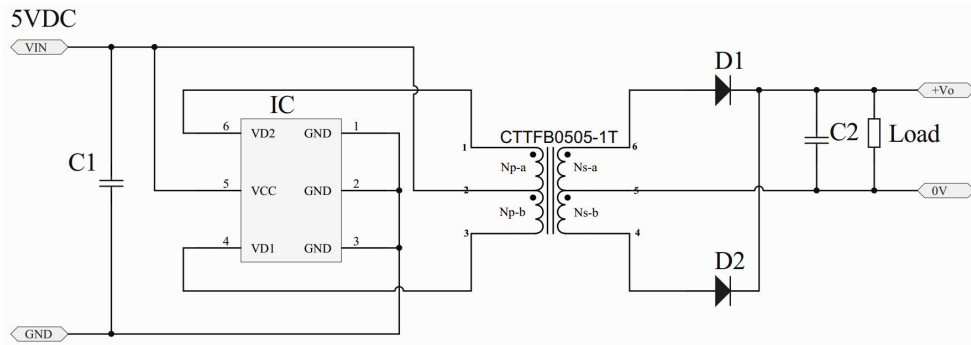 5VDC
VIN
D1
IC
+Vo
6 VD2 GND 1
CTTFB0505-1T
1 6
C1
Np-a Ns-a
C2
Load
5 VCC GND 2
2 5
0V
Np-b Ns-b
4 VD1 GND 3
3 4
D2
GND